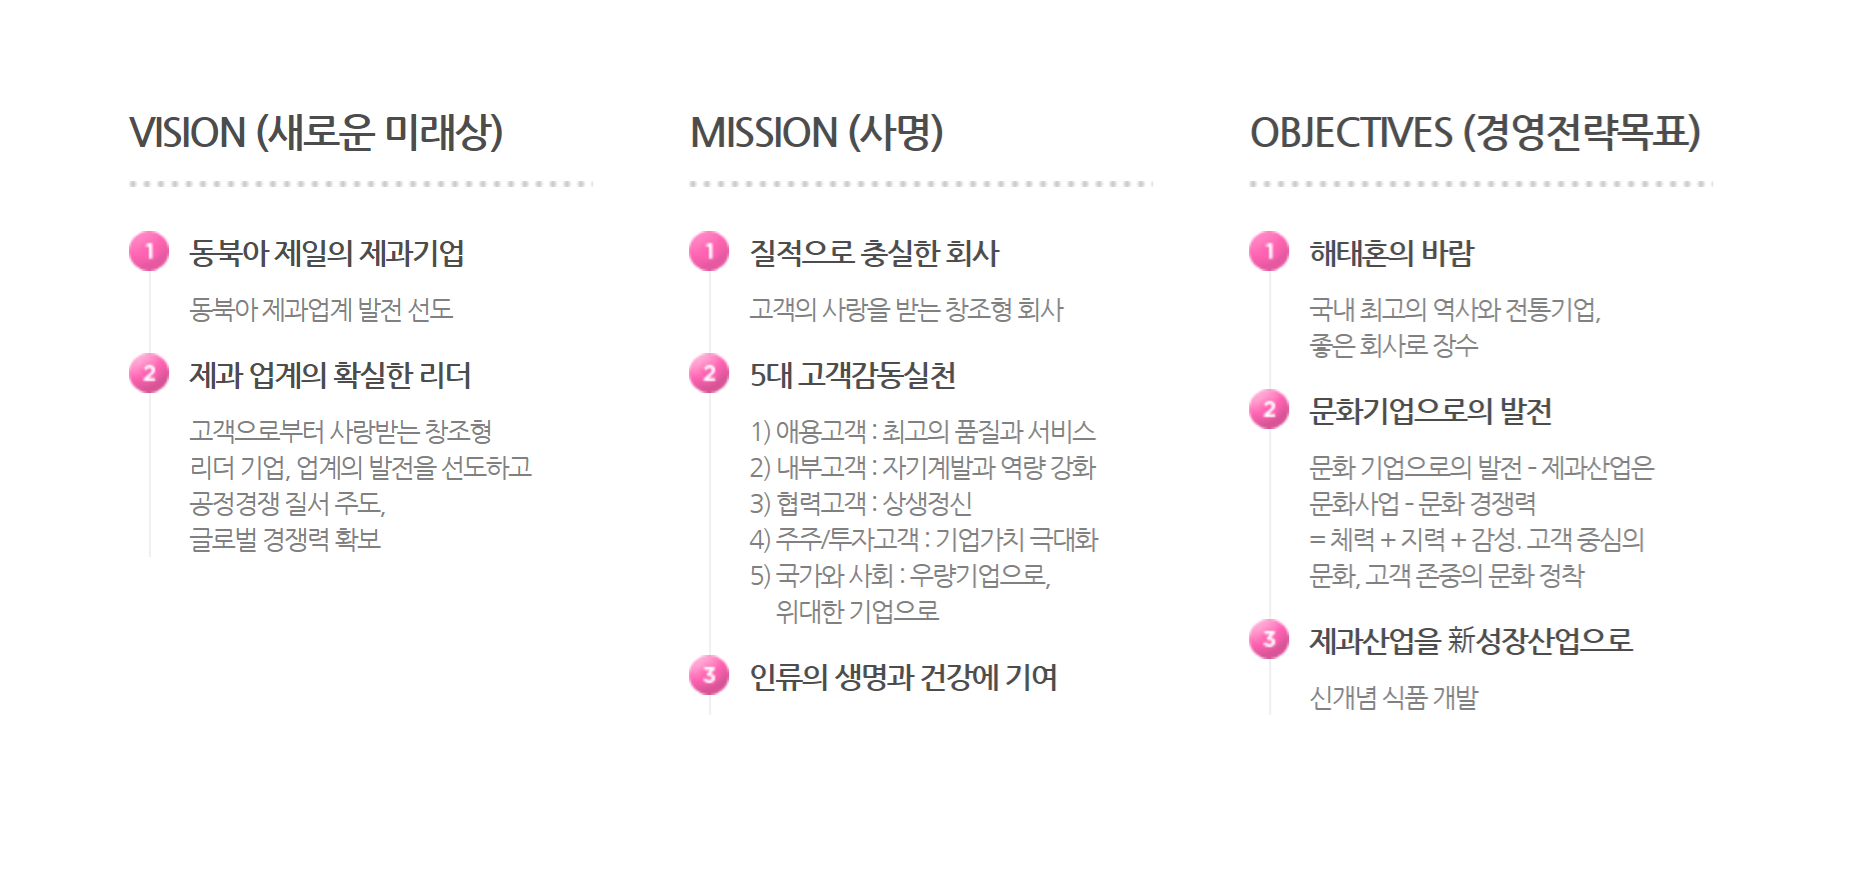 VISION (새로운 미래상)
1 동북아 제일의 제과기업
동북아 제과업계 발전 선도
2 제과 업계의 확실한 리더
고객으로부터 사랑받는 창조형
리더 기업, 업계의 발전을 선도하고
공정경쟁 질서 주도,
글로벌 경쟁력 확보
MISSION (사명)
1 질적으로 충실한 회사
고객의 사랑을 받는 창조형 회사
2 5대 고객감동실천
1) 애용고객 : 최고의 품질과 서비스
2) 내부고객 : 자기계발과 역량 강화
3) 협력고객 : 상생정신
4) 주주/투자고객 : 기업가치 극대화
5) 국가와 사회 : 우량기업으로,
위대한 기업으로
3 인류의 생명과 건강에 기여
OBJECTIVES (경영전략목표)
1 해태혼의 바람
국내 최고의 역사와 전통기업,
좋은 회사로 장수
2 문화기업으로의 발전
문화 기업으로의 발전 - 제과산업은
문화사업 - 문화 경쟁력
= 체력 + 지력 + 감성. 고객 중심의
문화, 고객 존중의 문화 정착
3 제과산업을 新성장산업으로
신개념 식품 개발